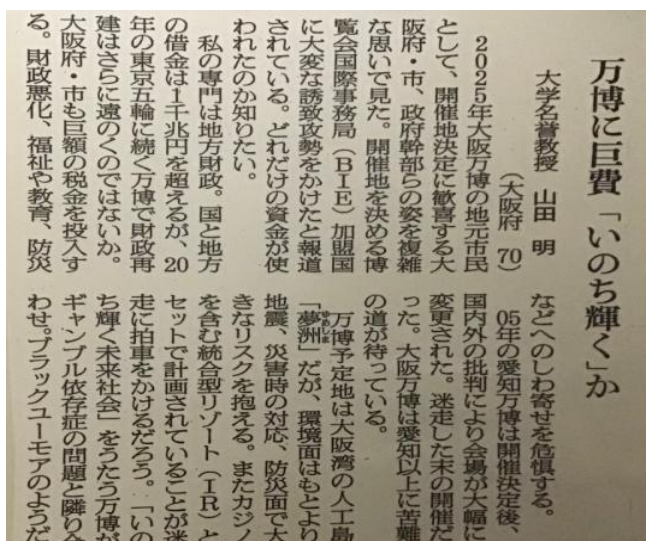 万博に巨費「いのち輝く」か
大学名誉教授 山田 明
(大阪府 70)
2025年大阪万博の地元市民
として、開催地決定に歓喜する大
阪府・市、政府幹部らの姿を複雑
な思いで見た。開催地を決める博
覧会国際事務局(BIE)加盟国
に大変な誘致攻勢をかけたと報道
されている。どれだけの資金が使
われたのか知りたい。
私の専門は地方財政。国と地方
の借金は1千兆円を超えるが、20
年の東京五輪に続く万博で財政再
建はさらに遠のくのではないか。
大阪府・市も巨額の税金を投入す
る。財政悪化、福祉や教育、防災
などへのしわ寄せを危惧する。
05年の愛知万博は開催決定後、
国内外の批判により会場が大幅に
変更された。迷走した末の開催だ
った。大阪万博は愛知以上に苦難
の道が待っている。
万博予定地は大阪湾の人工島
「夢洲」だが、環境面はもとより
ゆめしま
地震、災害時の対応、防災面で大
きなリスクを抱える。またカジノ
を含む統合型リゾート(IR)と
セットで計画されていることが迷
走に拍車をかけるだろう。「いの
ち輝く未来社会」をうたう万博が
ギャンブル依存症の問題と隣り合
わせ。ブラックユーモアのようだ